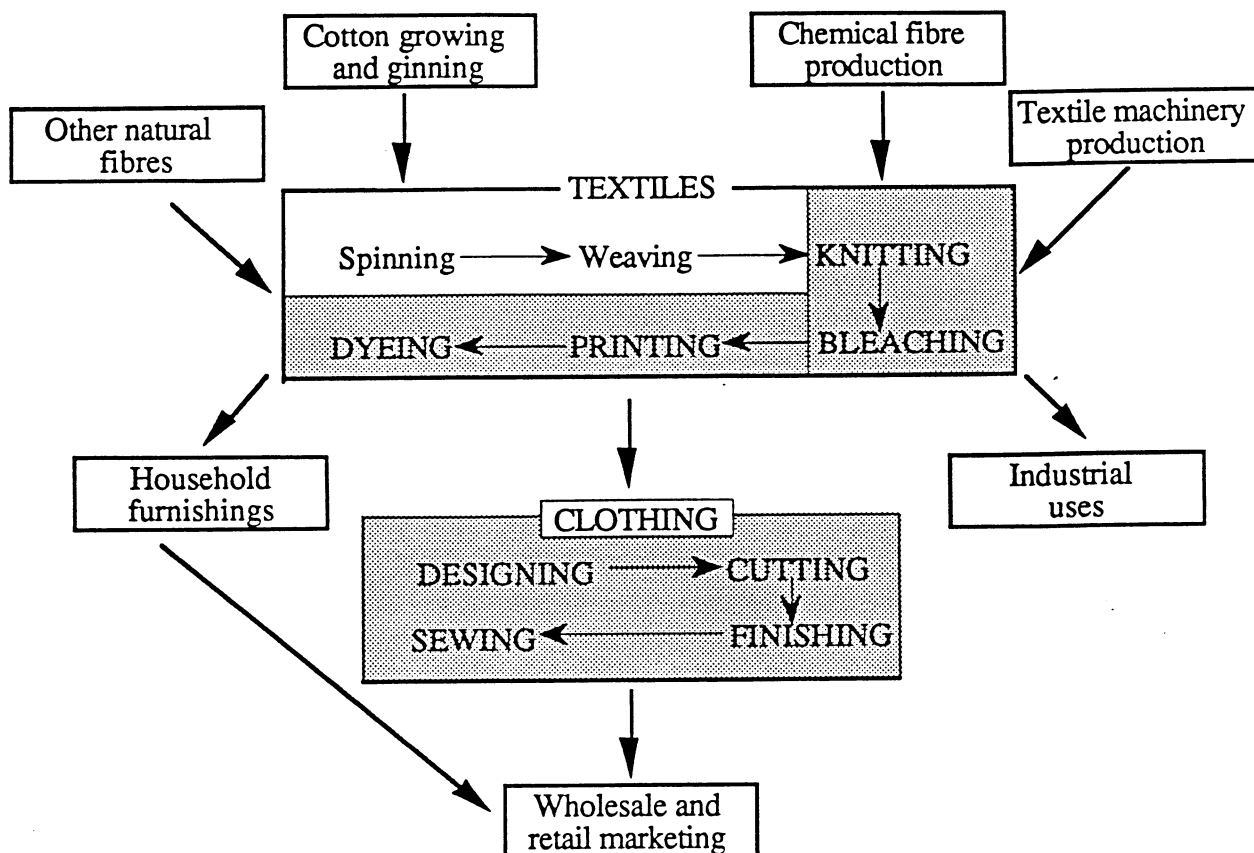 Cotton growing
and ginning
Chemical fibre
production
Other natural
fibres
Textile machinery
production
TEXTILES
Spinning
Weaving
KNITTING
DYEING
PRINTING
BLEACHING
Household
furnishings
Industrial
uses
CLOTHING
DESIGNING
CUTTING
SEWING
FINISHING
Wholesale and
retail marketing